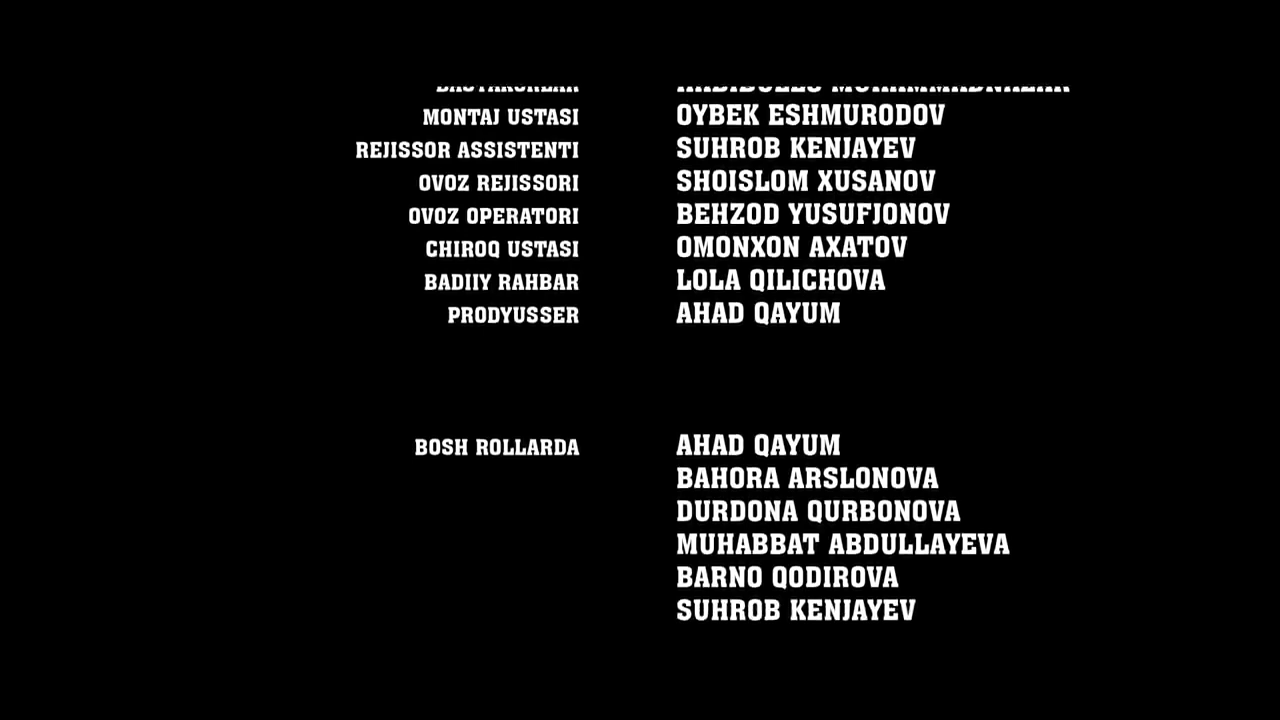 MONTAJ USTASI OYBEK ESHMURODOV
REJISSOR ASSISTENTI SUHROB KENJAYEV
OVOZ REJISSORI SHOISLOM XUSANOV
OVOZ OPERATORI BEHZOD YUSUFJONOV
CHIROQ USTASI OMONXON AXATOV
BADIIY RAHBAR LOLA QILICHOVA
PRODYUSSER AHAD QAYUM
BOSH ROLLARDA AHAD QAYUM
BAHORA ARSLONOVA
DURDONA QURBONOVA
MUHABBAT ABDULLAYEVA
BARNO QODIROVA
SUHROB KENJAYEV